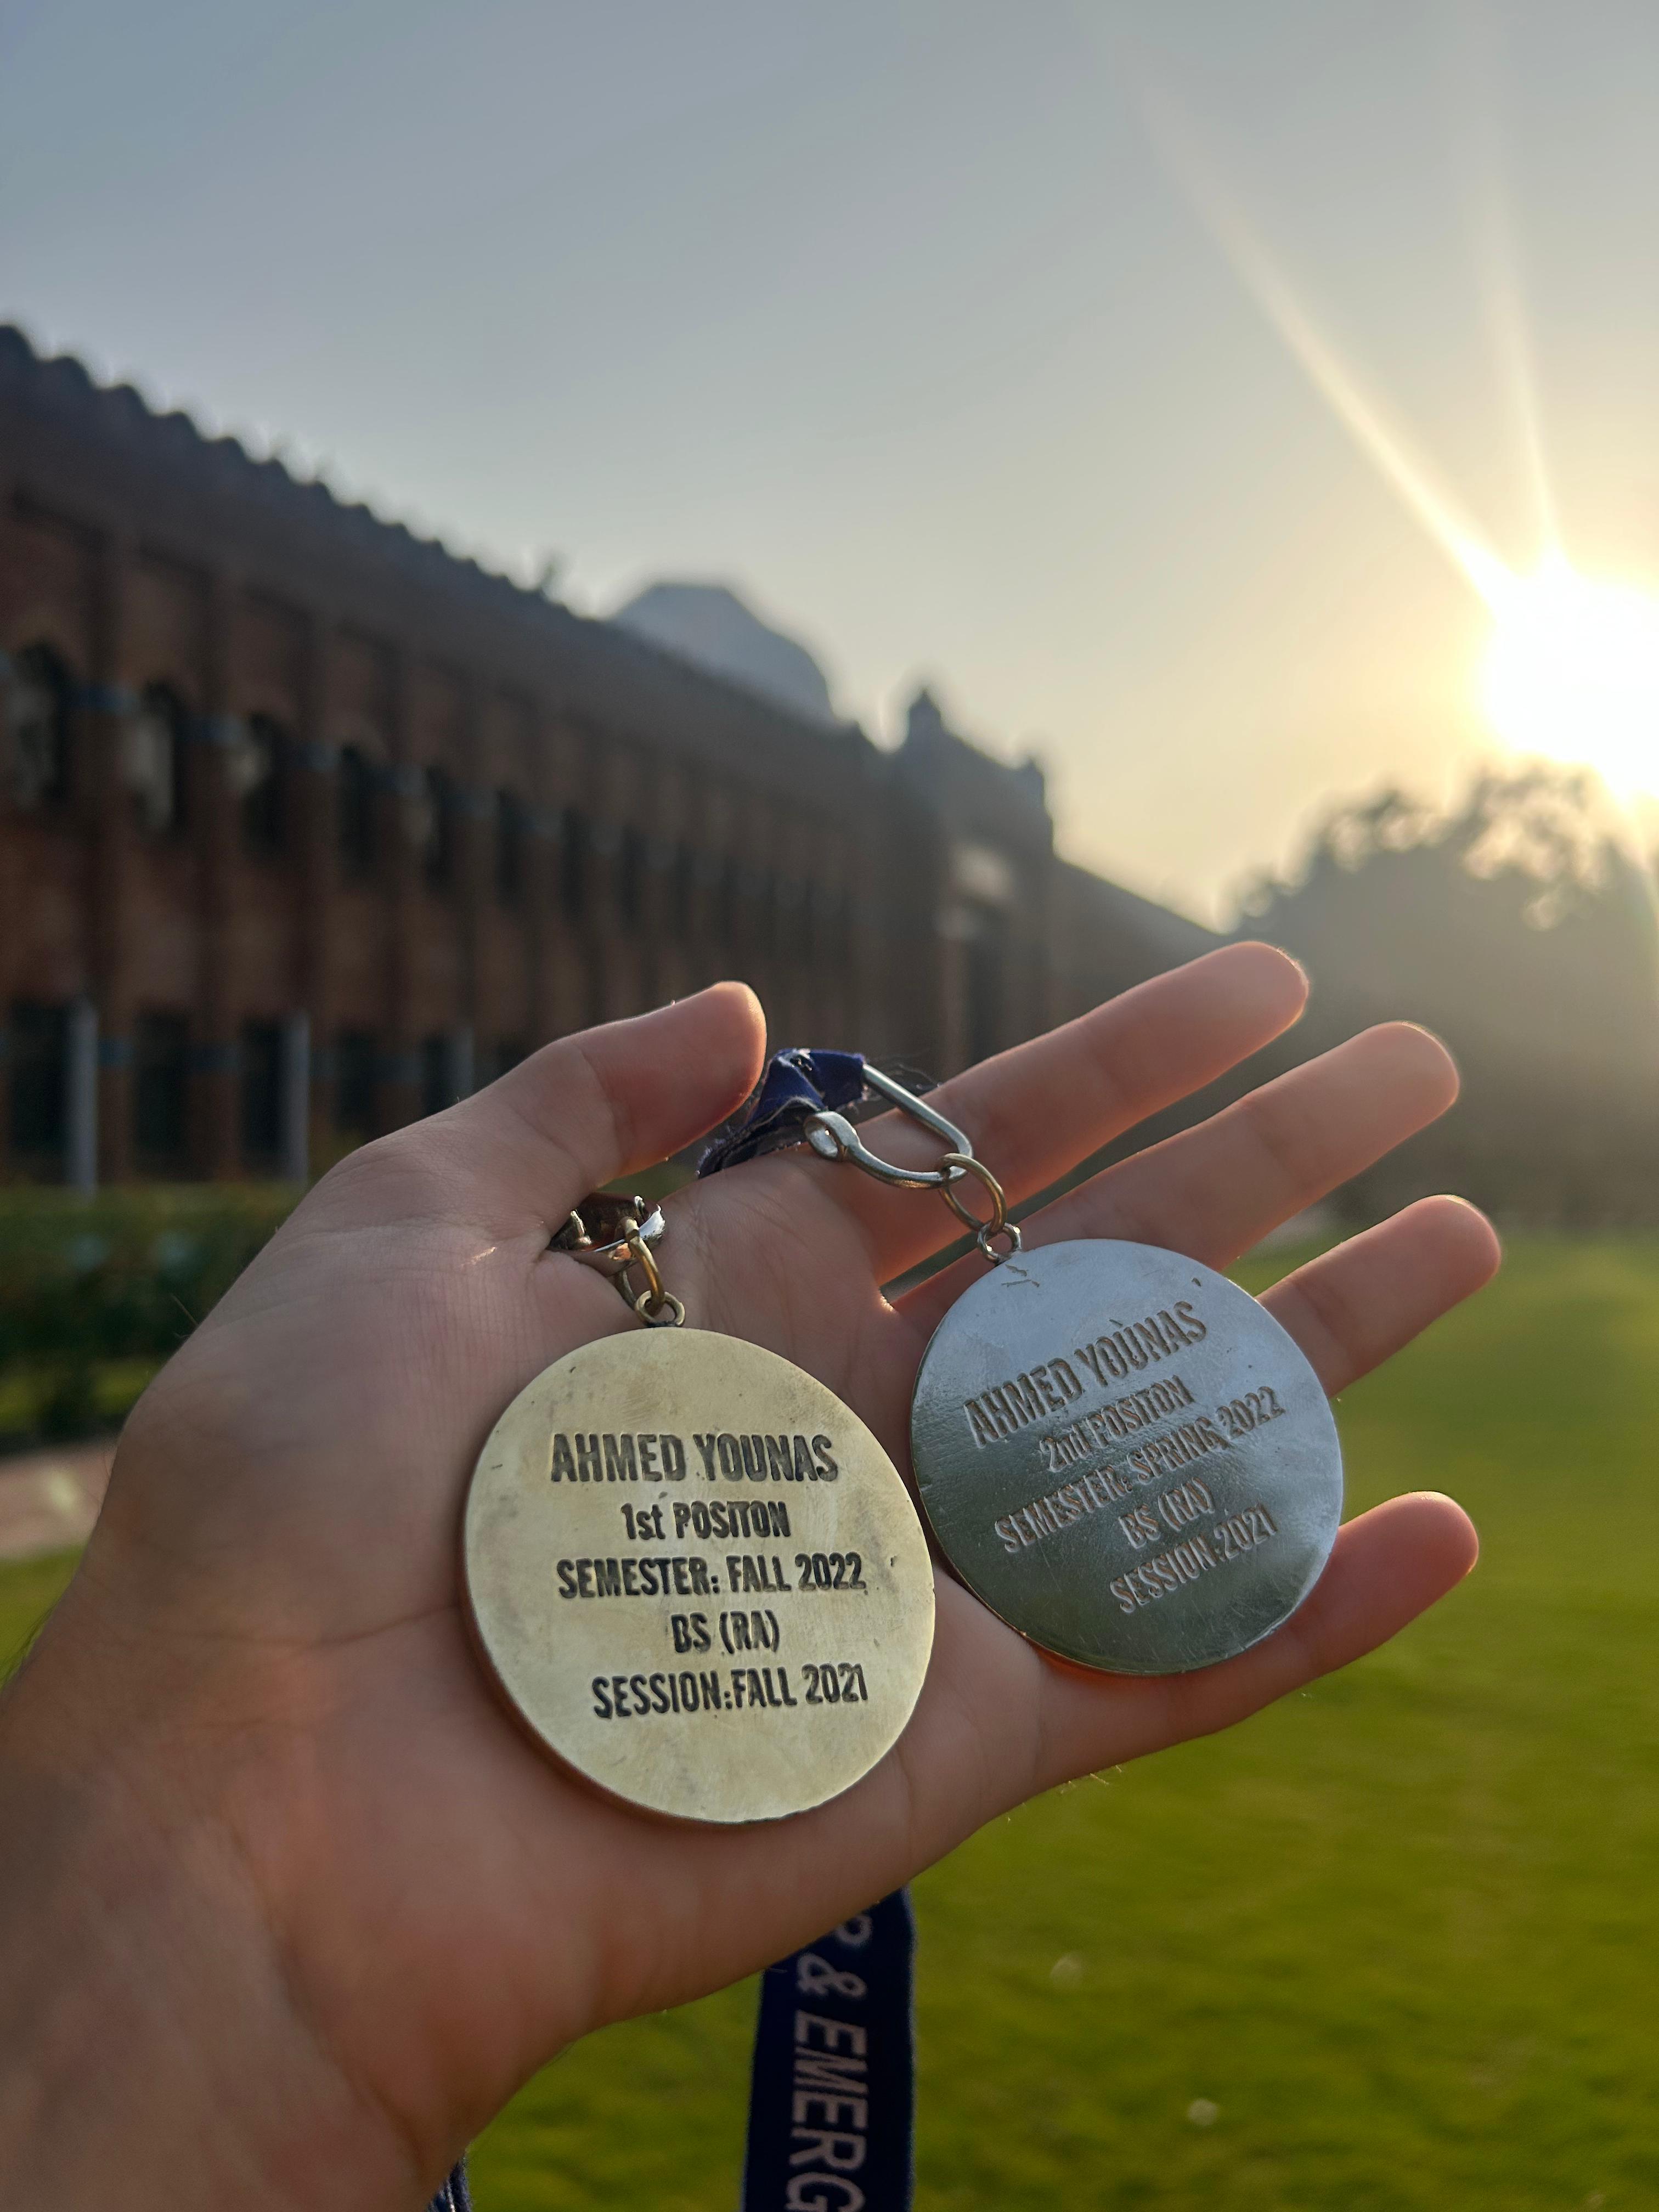 AHMED YOUNAS
1st POSITON
SEMESTER: FALL 2022
BS (RA)
SESSION:FALL 2021
AHMED YOUNAS
2nd POSITON
SEMESTER: SPRING 2022
BS (RA)
SESSION:2021
& EMERG